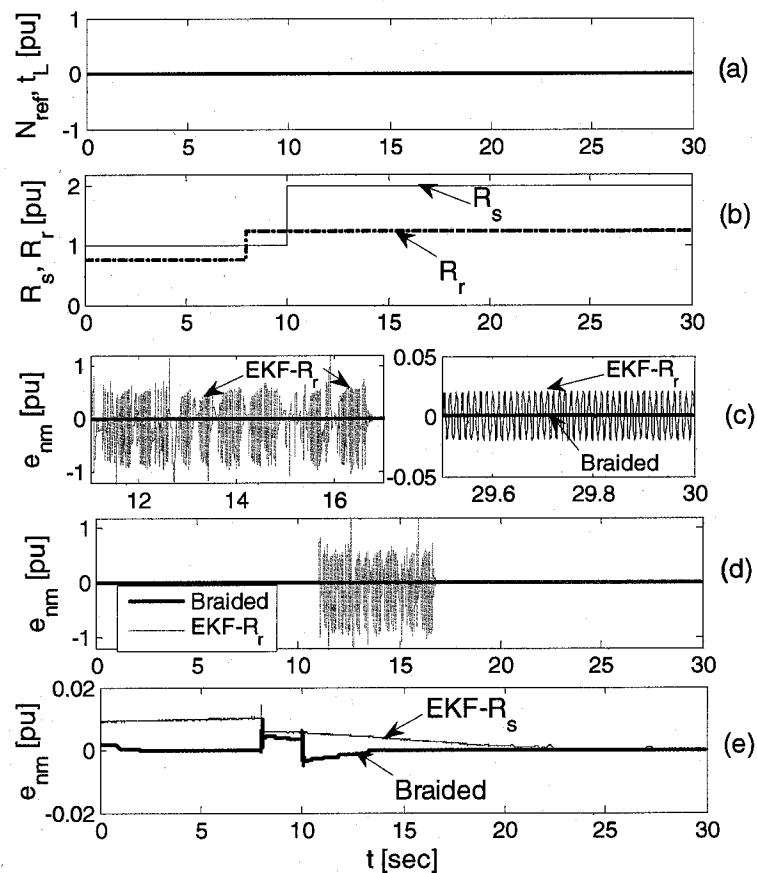 N_ref, t_L [pu]
1
0
-1
0 5 10 15 20 25 30
(a)
R_s, R_r [pu]
2
1
0
R_s
R_r
0 5 10 15 20 25 30
(b)
e_nm [pu]
1
0
-1
EKF-R_r
12 14 16
0.05
0
-0.05
EKF-R_r
Braided
29.6 29.8 30
(c)
e_nm [pu]
1
0
-1
Braided
EKF-R_r
0 5 10 15 20 25 30
(d)
e_nm [pu]
0.02
0
-0.02
EKF-R_s
Braided
0 5 10 15 20 25 30
(e)
t [sec]